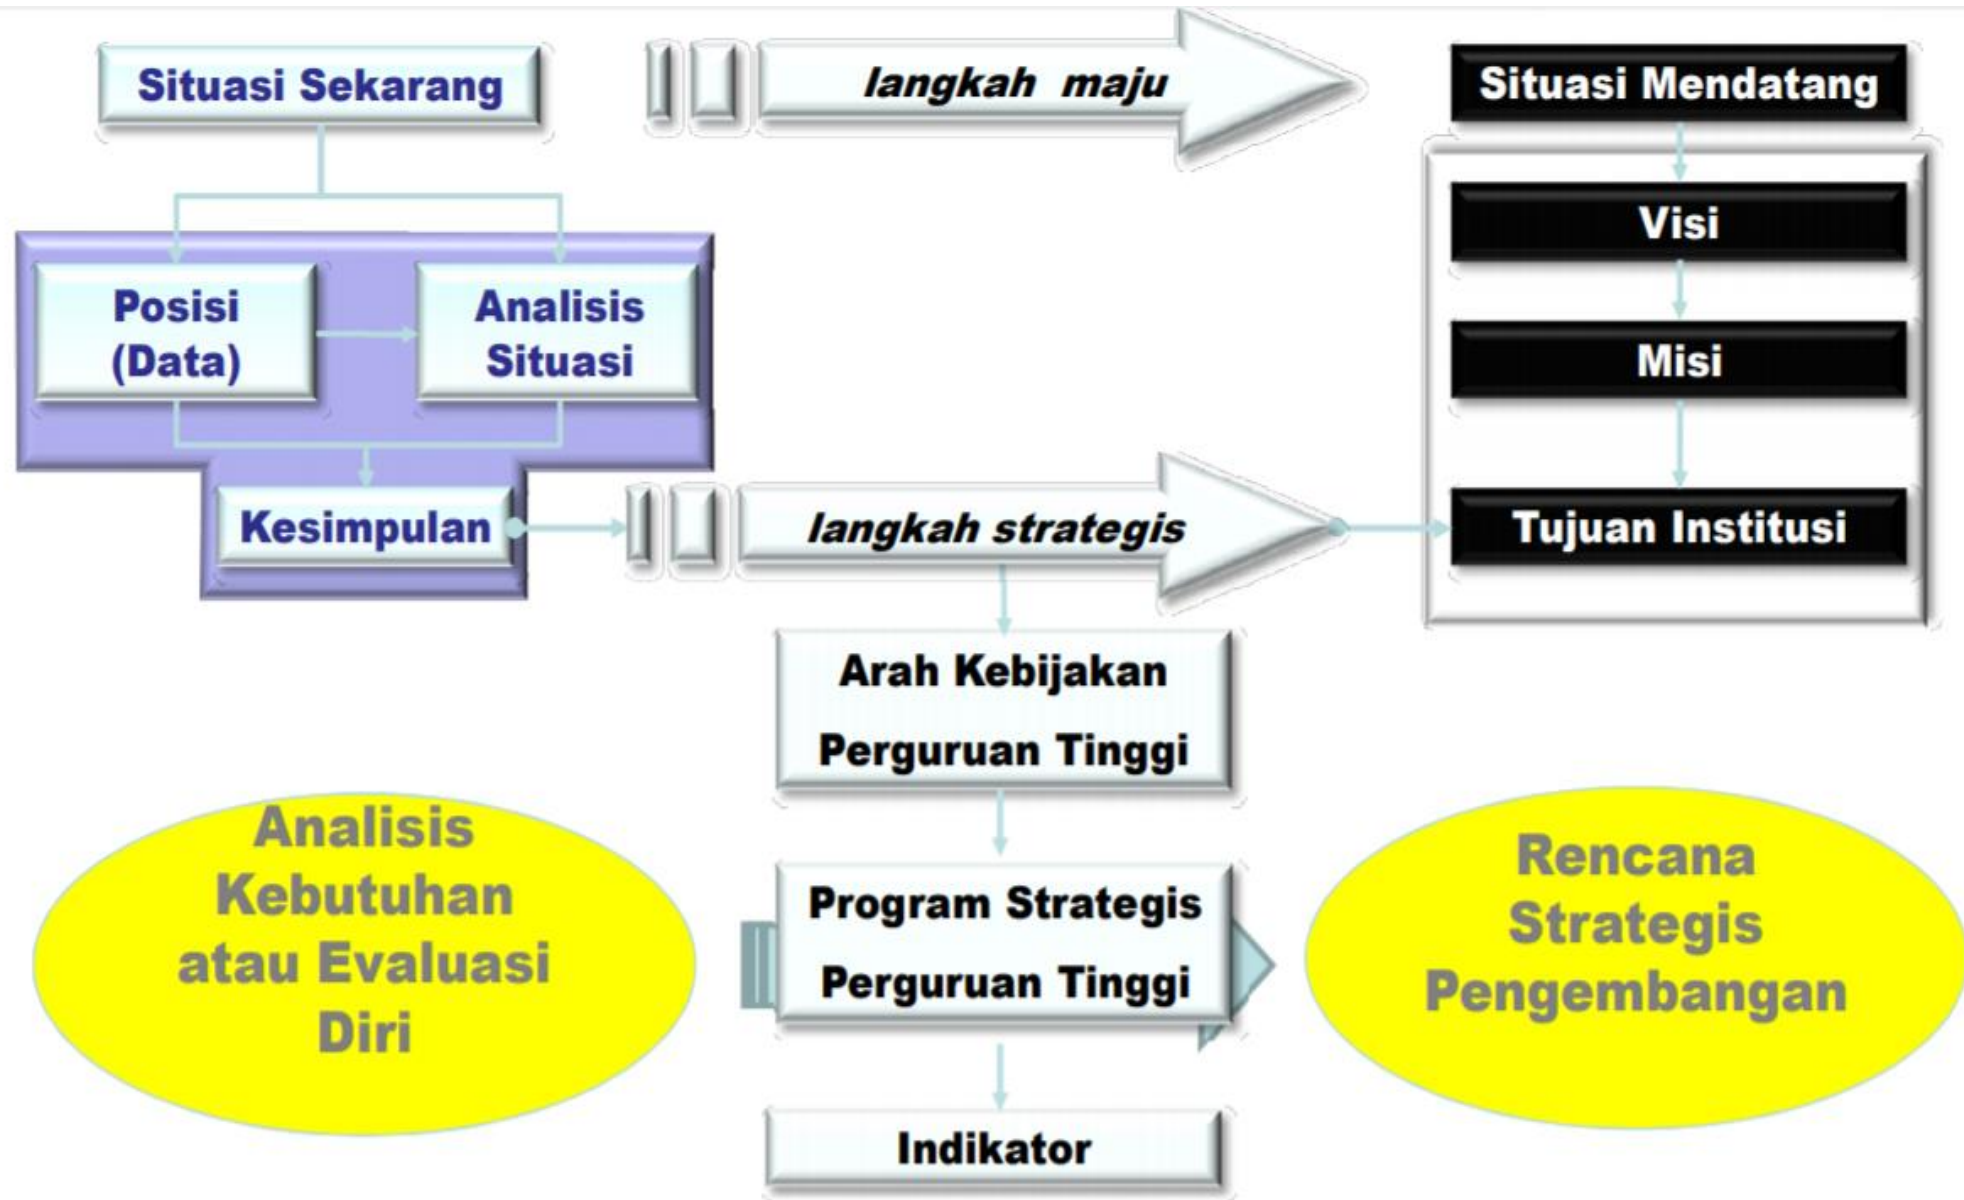 Situasi Sekarang
langkah maju
Situasi Mendatang
Visi
Posisi
(Data)
Analisis
Situasi
Misi
Kesimpulan
langkah strategis
Tujuan Institusi
Arah Kebijakan
Perguruan Tinggi
Analisis
Kebutuhan
atau Evaluasi
Diri
Program Strategis
Perguruan Tinggi
Rencana
Strategis
Pengembangan
Indikator